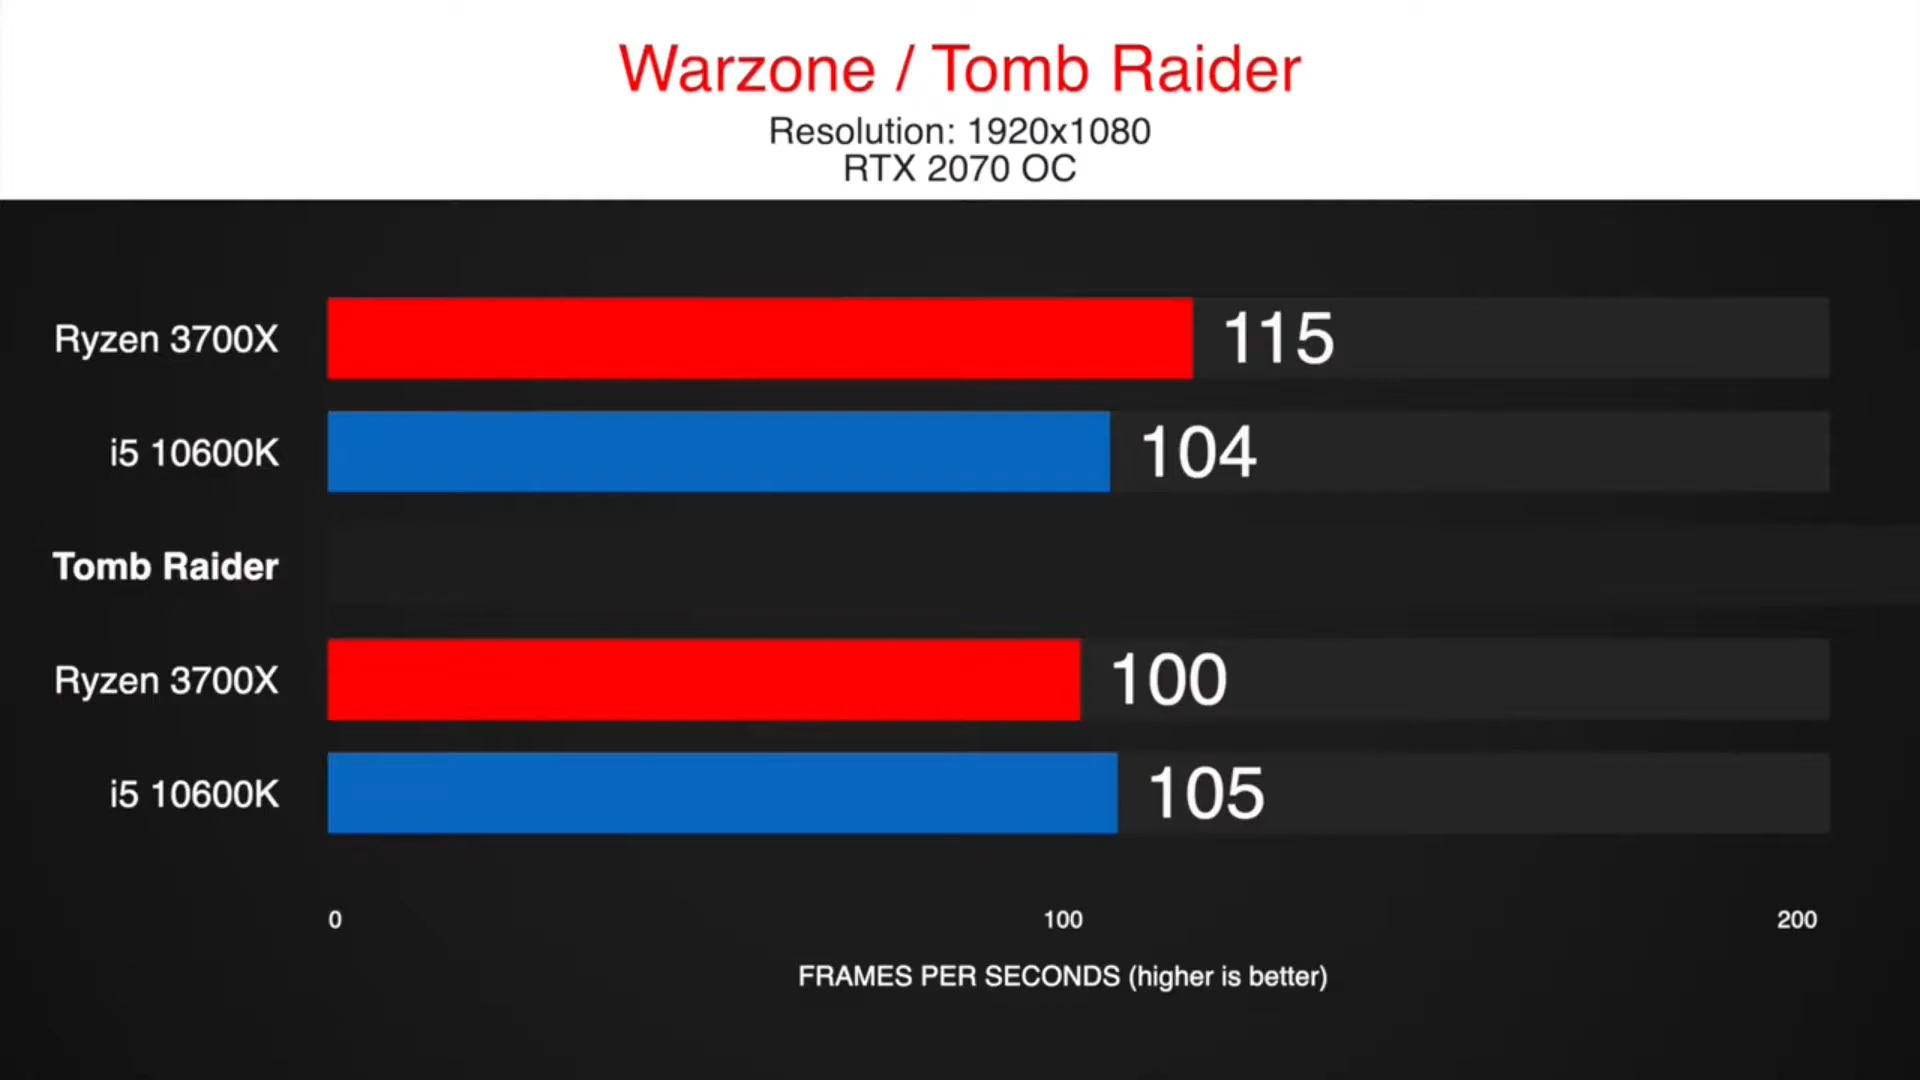 Warzone / Tomb Raider
Resolution: 1920x1080
RTX 2070 OC
Ryzen 3700X 115
i5 10600K 104
Tomb Raider
Ryzen 3700X 100
i5 10600K 105
0 100 200
FRAMES PER SECONDS (higher is better)